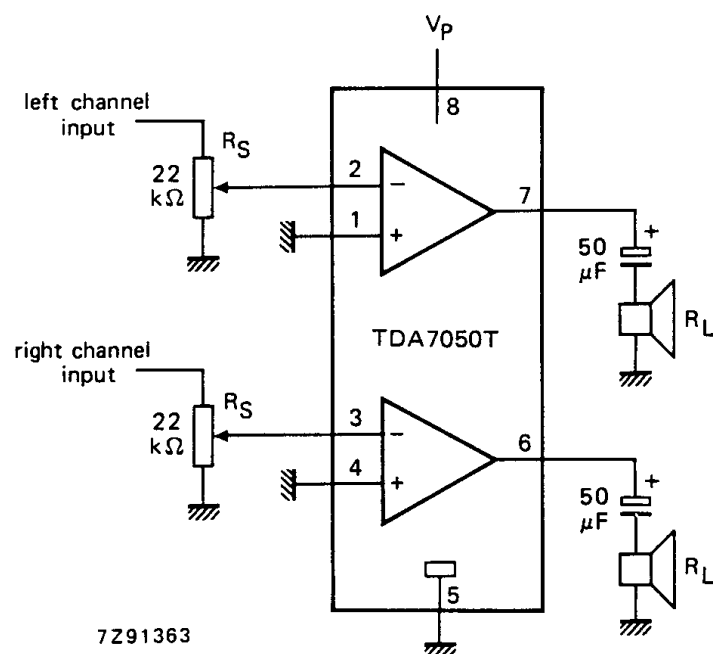 V_P
8
left channel
input
R_S
22
kΩ
2
−
1
+
7
+
50
μF
R_L
TDA7050T
right channel
input
R_S
22
kΩ
3
−
4
+
6
+
50
μF
R_L
5
7Z91363